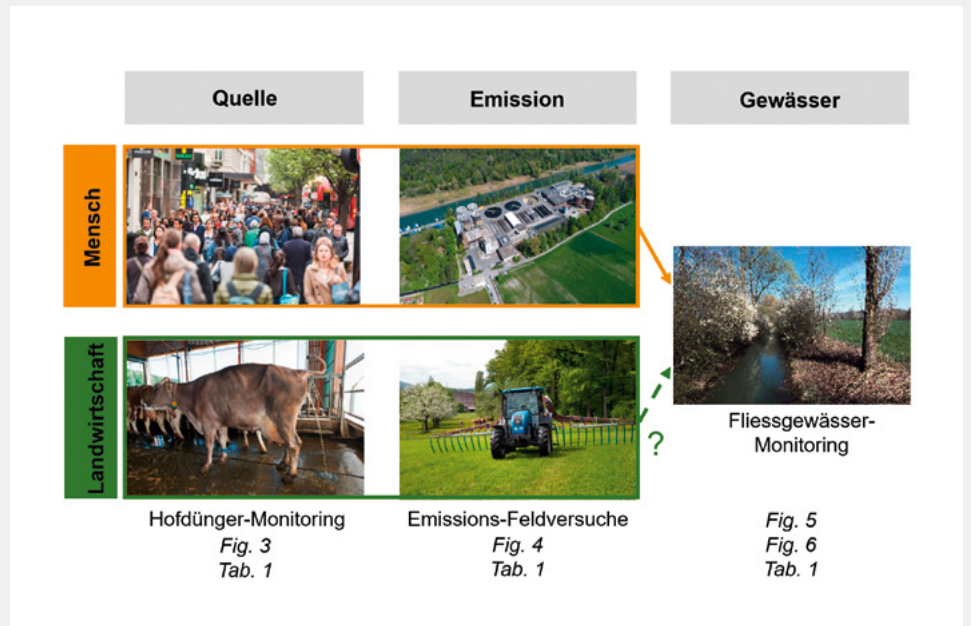 Quelle
Emission
Gewässer
Mensch
Landwirtschaft
?
Fliessgewässer-
Monitoring
Hofdünger-Monitoring
Fig. 3
Tab. 1
Emissions-Feldversuche
Fig. 4
Tab. 1
Fig. 5
Fig. 6
Tab. 1